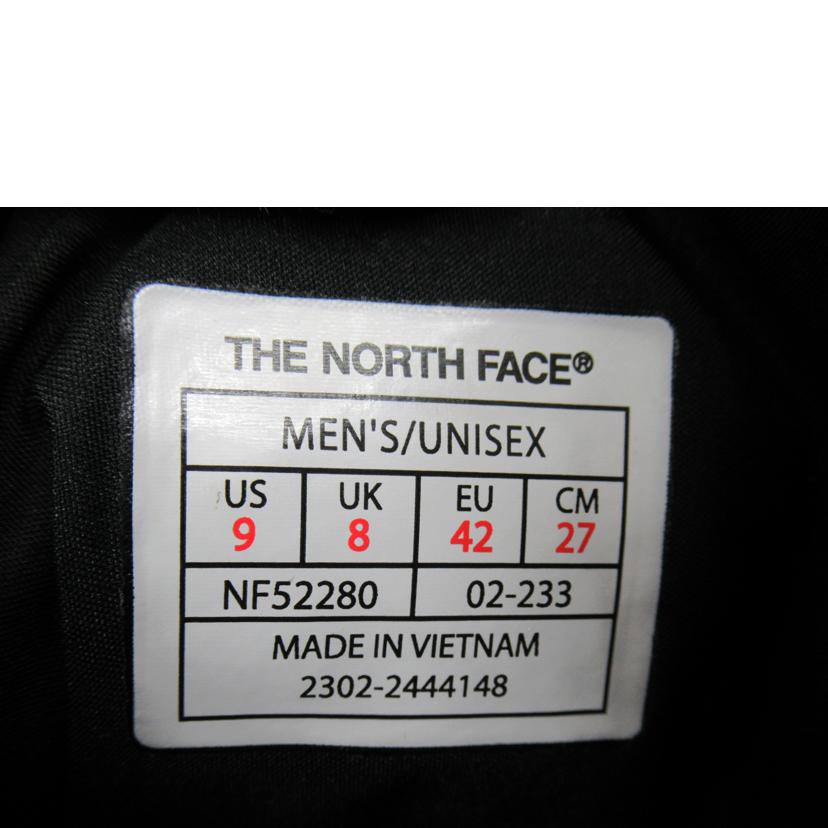 THE NORTH FACE®
MEN'S/UNISEX
US UK EU CM
9 8 42 27
NF52280 02-233
MADE IN VIETNAM
2302-2444148